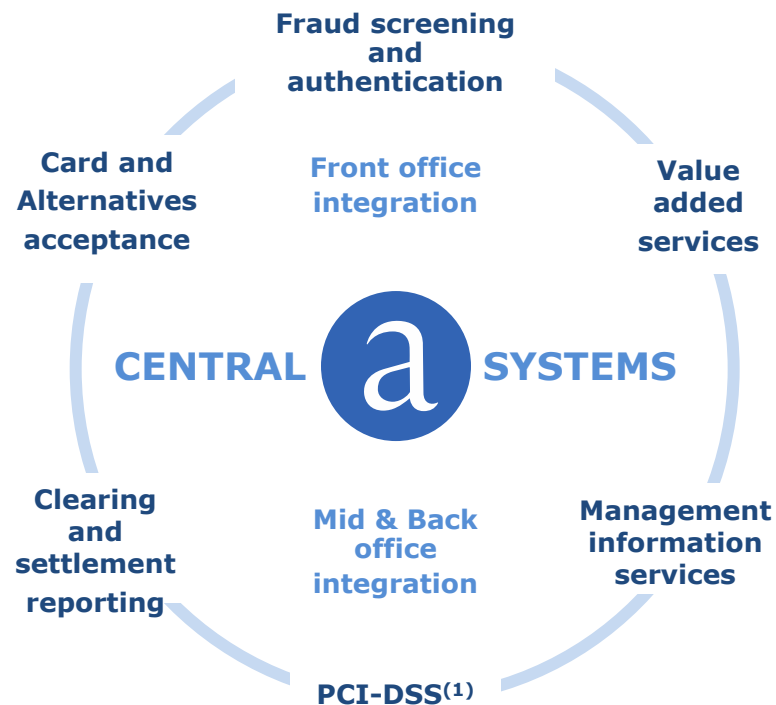 Fraud screening
and
authentication
Card and
Alternatives
acceptance
Front office
integration
Value
added
services
CENTRAL a SYSTEMS
Clearing
and
settlement
reporting
Mid & Back
office
integration
Management
information
services
PCI-DSS(1)